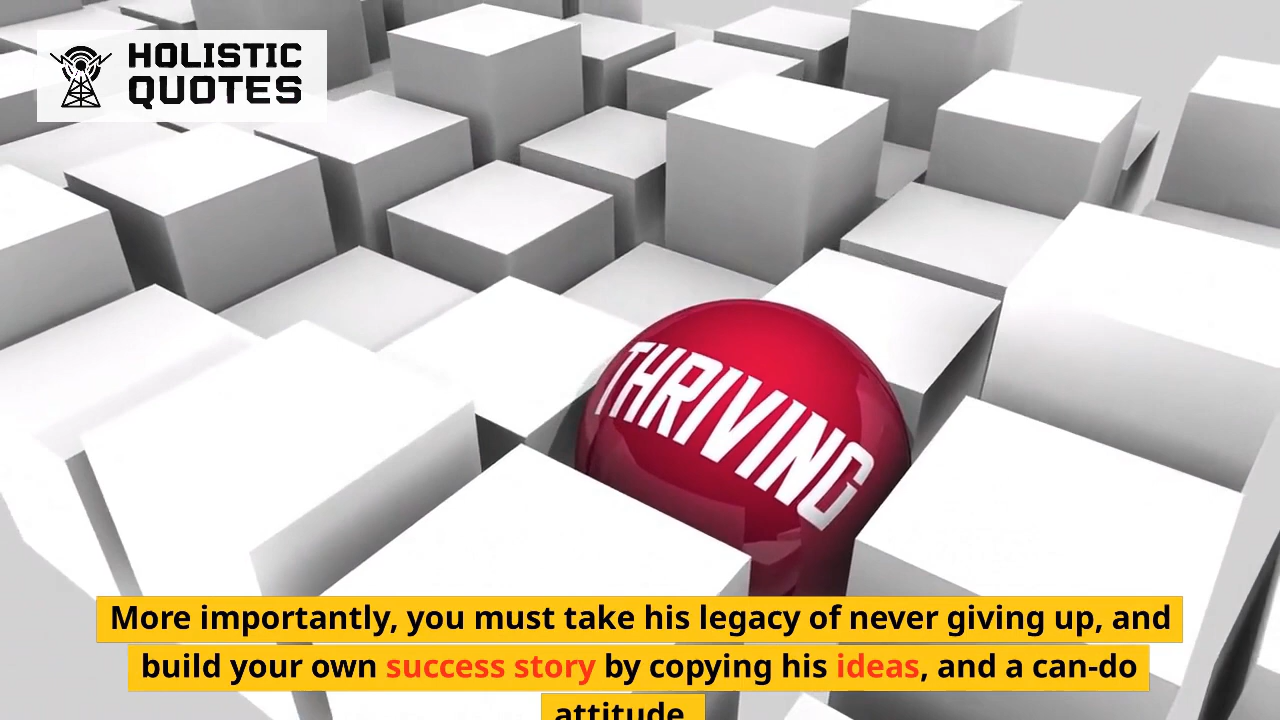 HOLISTIC
QUOTES
THRIVING
More importantly, you must take his legacy of never giving up, and
build your own success story by copying his ideas, and a can-do
attitude